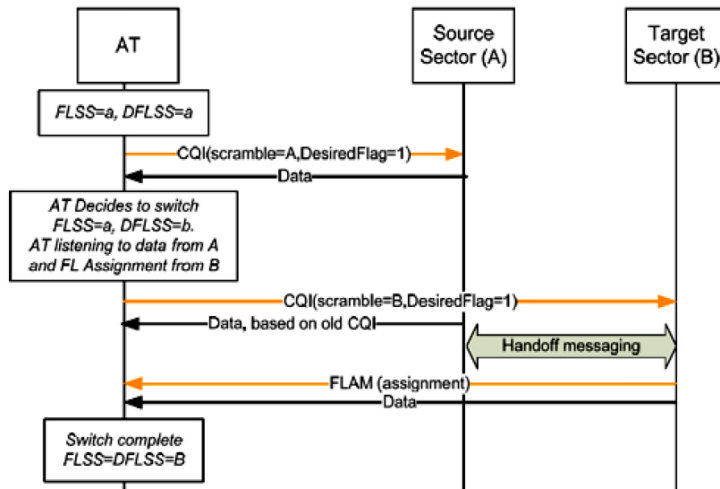 AT
Source
Sector (A)
Target
Sector (B)
FLSS=a, DFLSS=a
CQI(scramble=A,DesiredFlag=1)
Data
AT Decides to switch
FLSS=a, DFLSS=b.
AT listening to data from A
and FL Assignment from B
CQI(scramble=B,DesiredFlag=1)
Data, based on old CQI
Handoff messaging
FLAM (assignment)
Data
Switch complete
FLSS=DFLSS=B